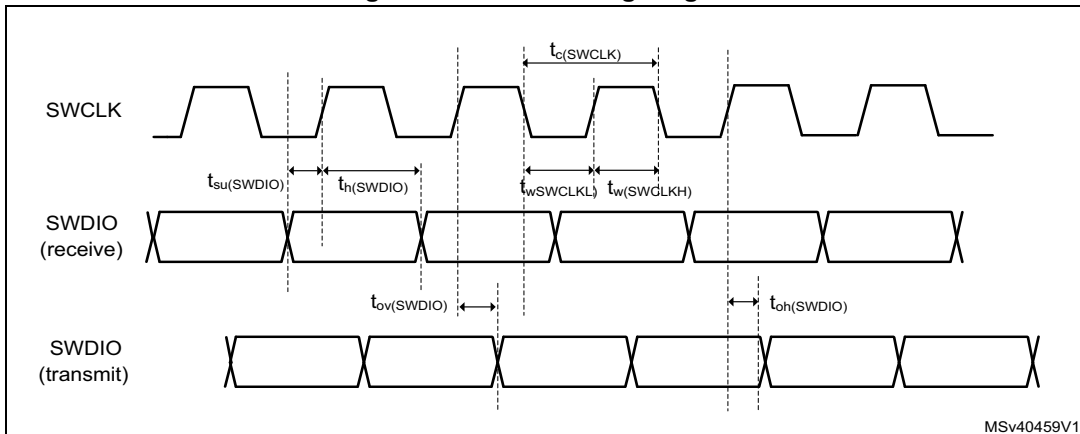 tc(SWCLK)
SWCLK
tsu(SWDIO) th(SWDIO) twSWCLKL) tw(SWCLKH)
SWDIO
(receive)
tov(SWDIO) toh(SWDIO)
SWDIO
(transmit)
MSv40459V1